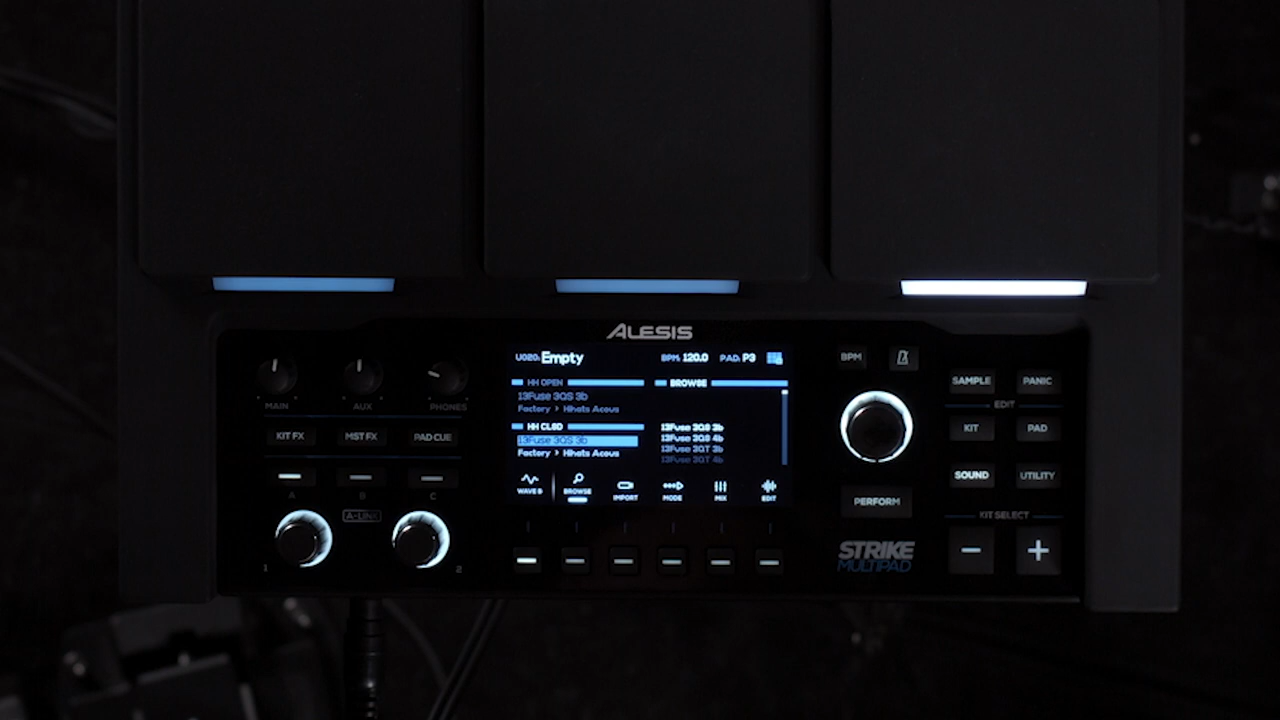 ALESIS
U020: Empty
BPM: 120.0
PAD: P3
HH OPEN
13Fuse 3QS 3b
Factory > Hihats Acous
HH CLSD
13Fuse 3QS 3b
Factory > Hihats Acous
BROWSE
13Fuse 3QS 3b
13Fuse 3QS 4b
13Fuse 3QT 3b
13Fuse 3QT 4b
WAVE B
BROWSE
IMPORT
MODE
MIX
EDIT
MAIN
AUX
PHONES
KIT FX
MST FX
PAD CUE
A
B
C
A-LINK
1
2
BPM
PERFORM
STRIKE
MULTIPAD
SAMPLE
PANIC
EDIT
KIT
PAD
SOUND
UTILITY
KIT SELECT
−
+